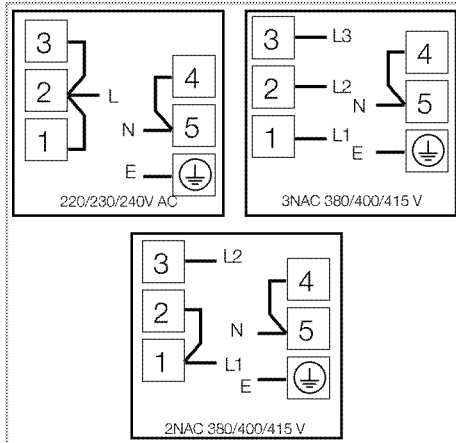 3
2 L
1
4
N 5
E
220/230/240V AC
3 L3
2 L2
1 L1
4
N 5
E
3NAC 380/400/415 V
3 L2
2
1 L1
4
N 5
E
2NAC 380/400/415 V